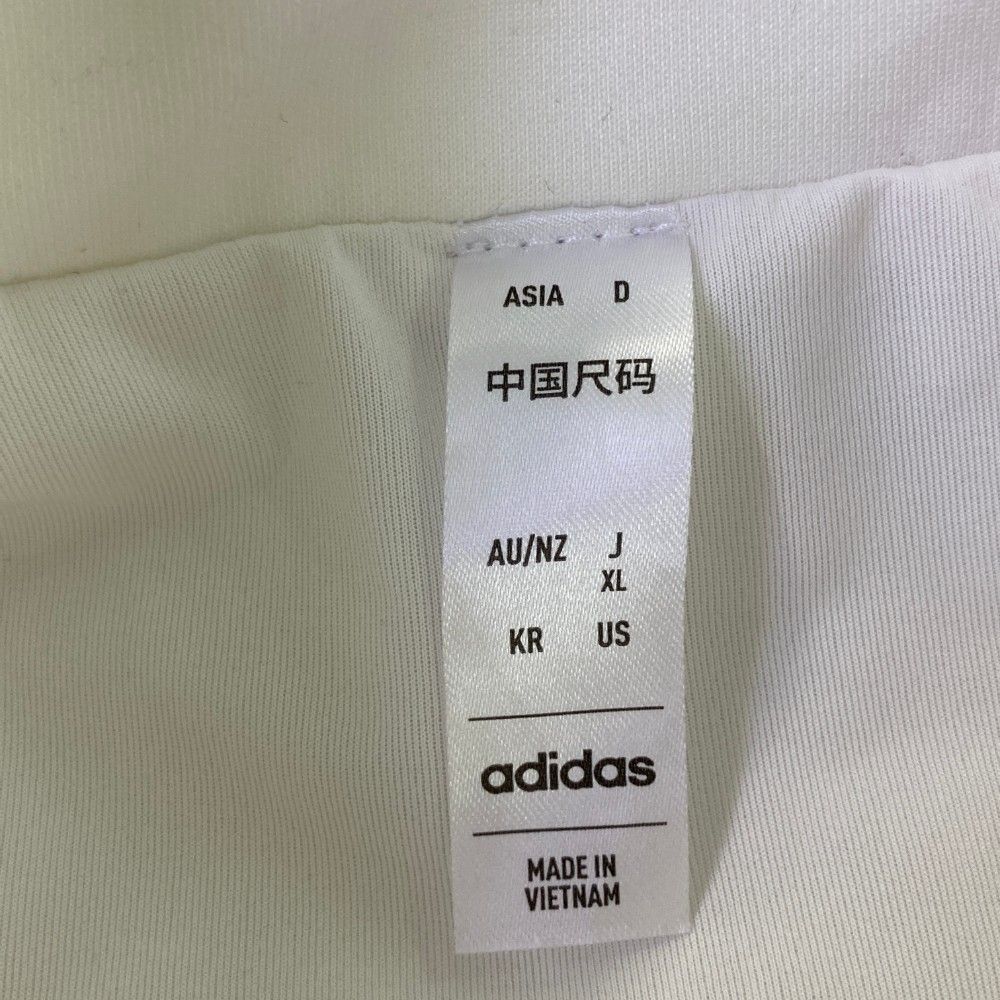 ASIA D
中国尺码
AU/NZ J
XL
KR US
adidas
MADE IN
VIETNAM